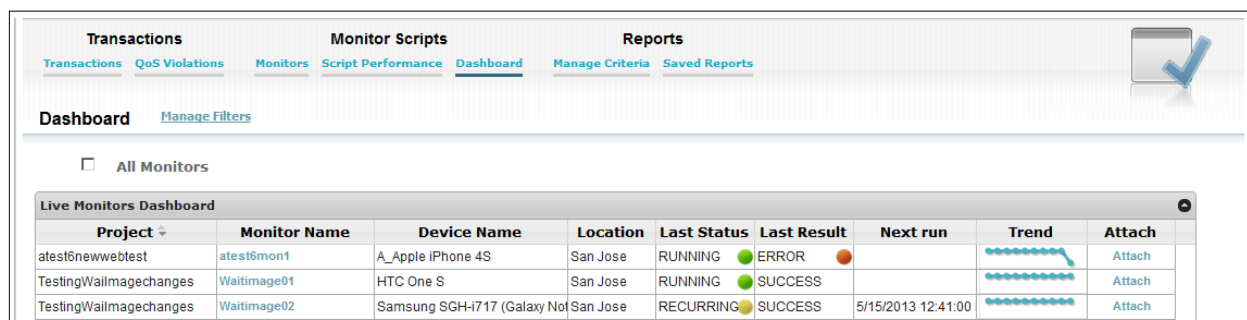 Transactions Monitor Scripts Reports
Transactions QoS Violations Monitors Script Performance Dashboard Manage Criteria Saved Reports
Dashboard Manage Filters
All Monitors
Live Monitors Dashboard
Project Monitor Name Device Name Location Last Status Last Result Next run Trend Attach
atest6newwebtest atest6mon1 A_Apple iPhone 4S San Jose RUNNING ERROR Attach
TestingWaiImagechanges Waitimage01 HTC One S San Jose RUNNING SUCCESS Attach
TestingWaiImagechanges Waitimage02 Samsung SGH-i717 (Galaxy Not San Jose RECURRING SUCCESS 5/15/2013 12:41:00 Attach